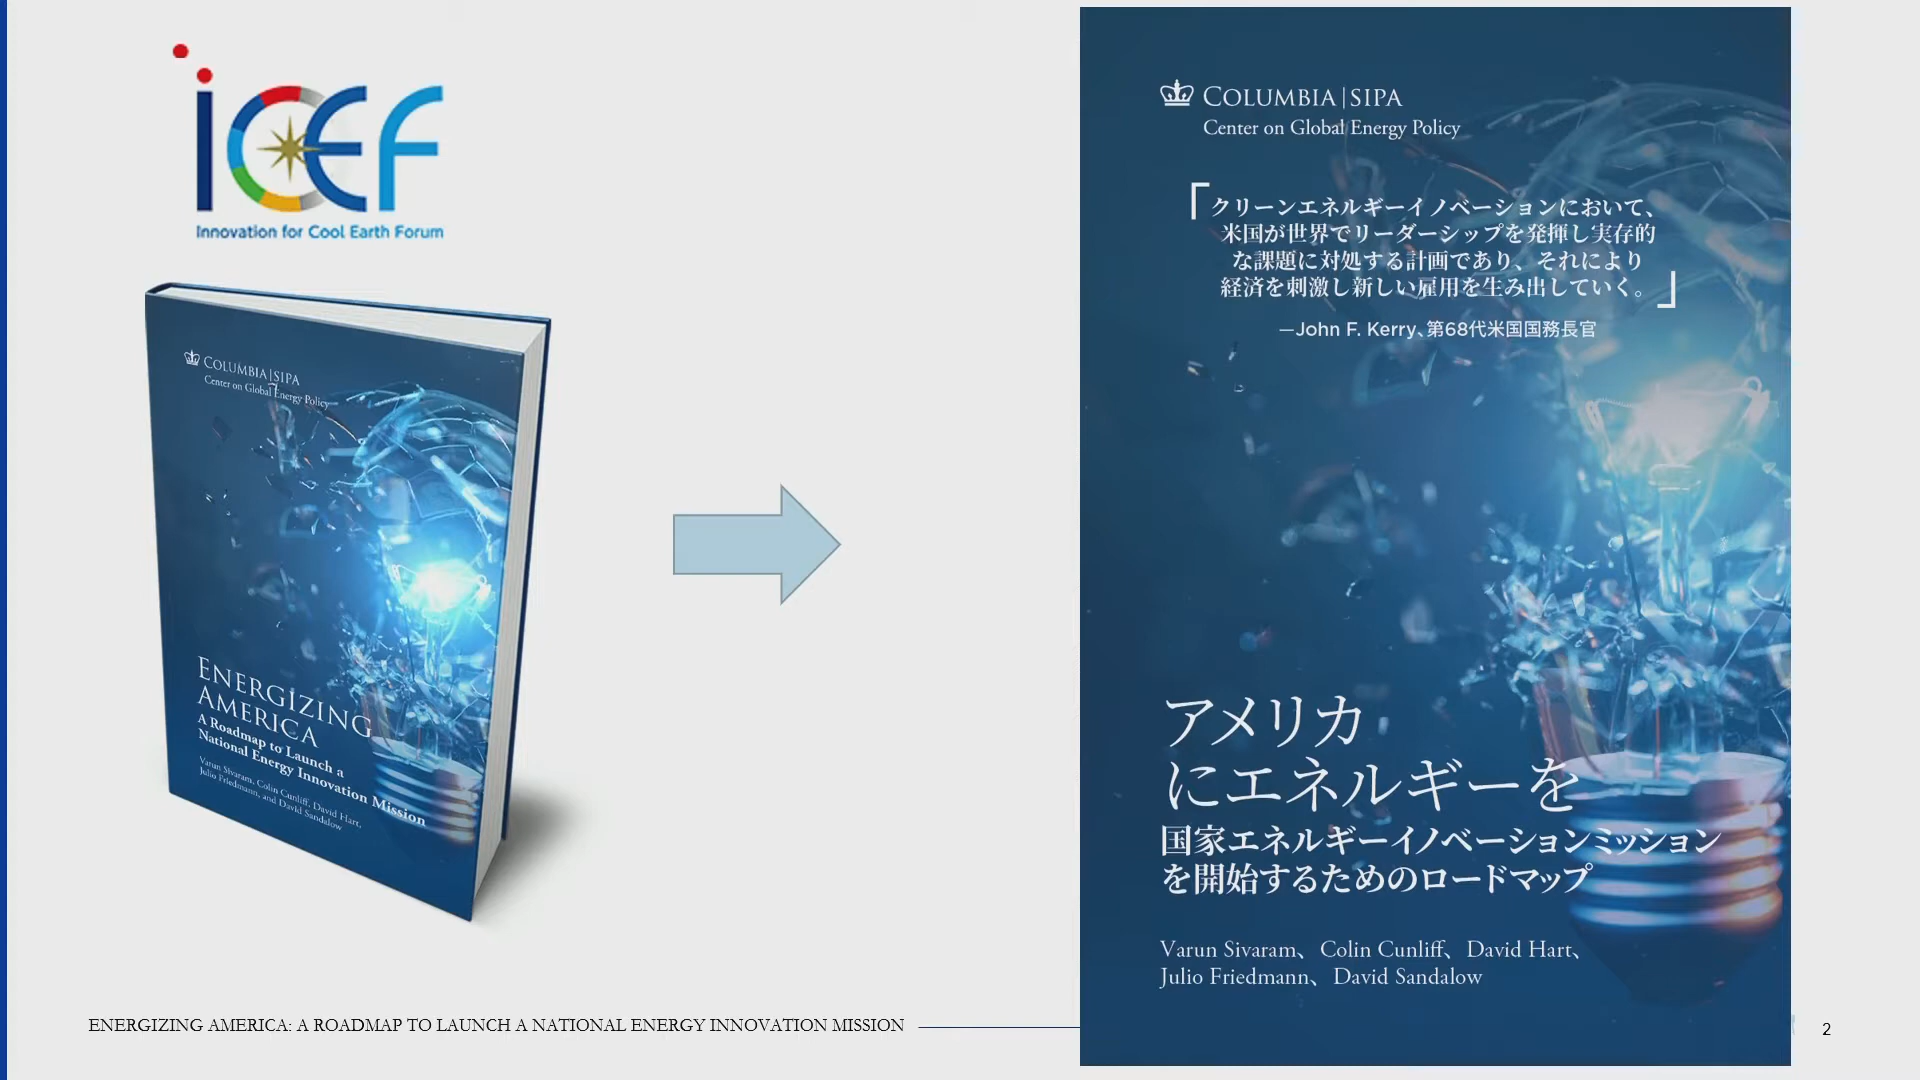 iCEF
Innovation for Cool Earth Forum
COLUMBIA|SIPA
Center on Global Energy Policy
ENERGIZING
AMERICA
A Roadmap to Launch a
National Energy Innovation Mission
Varun Sivaram, Colin Cunliff, David Hart,
Julio Friedmann, and David Sandalow
COLUMBIA|SIPA
Center on Global Energy Policy
「クリーンエネルギーイノベーションにおいて、
米国が世界でリーダーシップを発揮し実存的
な課題に対処する計画であり、それにより
経済を刺激し新しい雇用を生み出していく。」
—John F. Kerry、第68代米国国務長官
アメリカ
にエネルギーを
国家エネルギーイノベーションミッション
を開始するためのロードマップ
Varun Sivaram、Colin Cunliff、David Hart、
Julio Friedmann、David Sandalow
ENERGIZING AMERICA: A ROADMAP TO LAUNCH A NATIONAL ENERGY INNOVATION MISSION
2